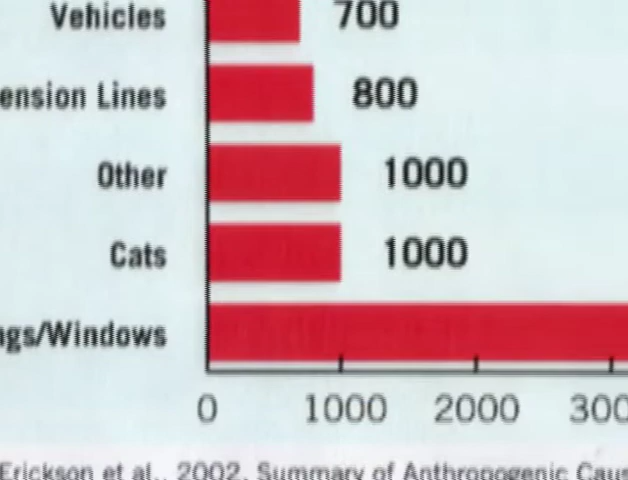 Vehicles 700
ension Lines 800
Other 1000
Cats 1000
ngs/Windows
0 1000 2000 300
Erickson et al., 2002. Summary of Anthropogenic Caus